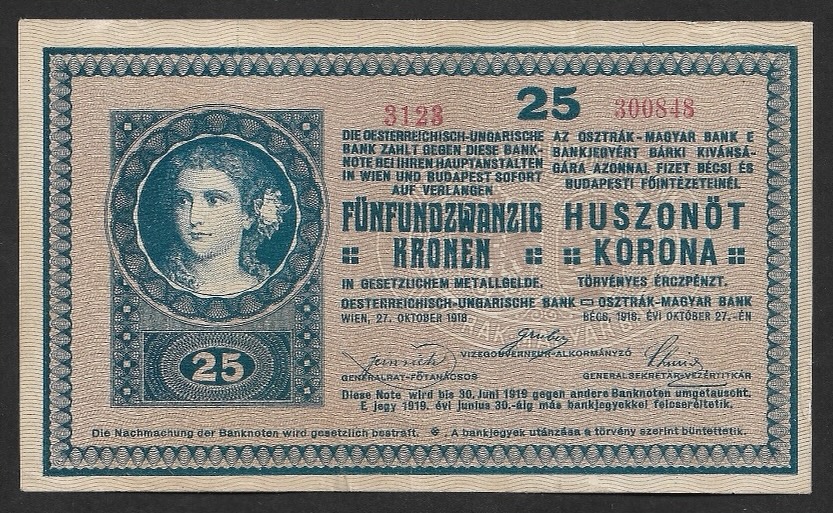 25
3123
300848
DIE OESTERREICHISCH-UNGARISCHE
BANK ZAHLT GEGEN DIESE BANK-
NOTE BEI IHREN HAUPTANSTALTEN
IN WIEN UND BUDAPEST SOFORT
AUF VERLANGEN
FÜNFUNDZWANZIG
KRONEN
IN GESETZLICHEM METALLGELDE.
AZ OSZTRÁK-MAGYAR BANK E
BANKJEGYÉRT BÁRKI KIVÁNSÁ-
GÁRA AZONNAL FIZET BÉCSI ÉS
BUDAPESTI FŐINTÉZETEINÉL
HUSZONÖT
KORONA
TÖRVÉNYES ÉRCZPÉNZT.
OESTERREICHISCH-UNGARISCHE BANK OSZTRÁK-MAGYAR BANK
WIEN, 27. OKTOBER 1918. BÉCS, 1918. ÉVI OKTÓBER 27.-ÉN
VIZEGOUVERNEUR-ALKORMÁNYZÓ
GENERALRAT-FŐTANÁCSOS
GENERALSEKRETÄR-VEZÉRTITKÁR
Diese Note wird bis 30. Juni 1919 gegen andere Banknoten umgetauscht.
E jegy 1919. évi junius 30.-áig más bankjegyekkel felcseréltetik.
25
Die Nachmachung der Banknoten wird gesetzlich bestraft. A bankjegyek utánzása a törvény szerint büntettetik.